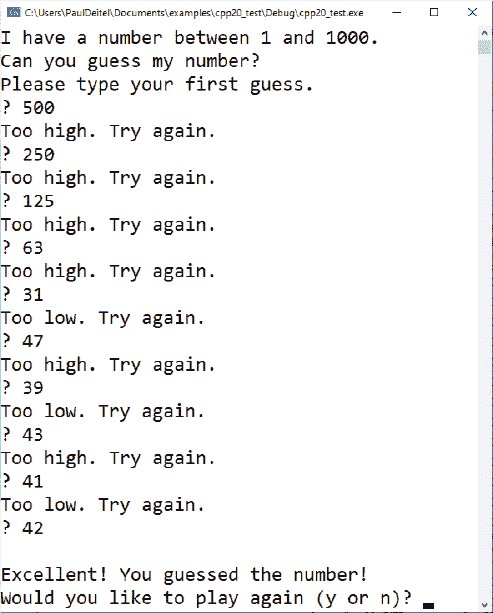 C:\Users\PaulDeitel\Documents\examples\cpp20_test\Debug\cpp20_test.exe
I have a number between 1 and 1000.
Can you guess my number?
Please type your first guess.
? 500
Too high. Try again.
? 250
Too high. Try again.
? 125
Too high. Try again.
? 63
Too high. Try again.
? 31
Too low. Try again.
? 47
Too high. Try again.
? 39
Too low. Try again.
? 43
Too high. Try again.
? 41
Too low. Try again.
? 42
Excellent! You guessed the number!
Would you like to play again (y or n)?